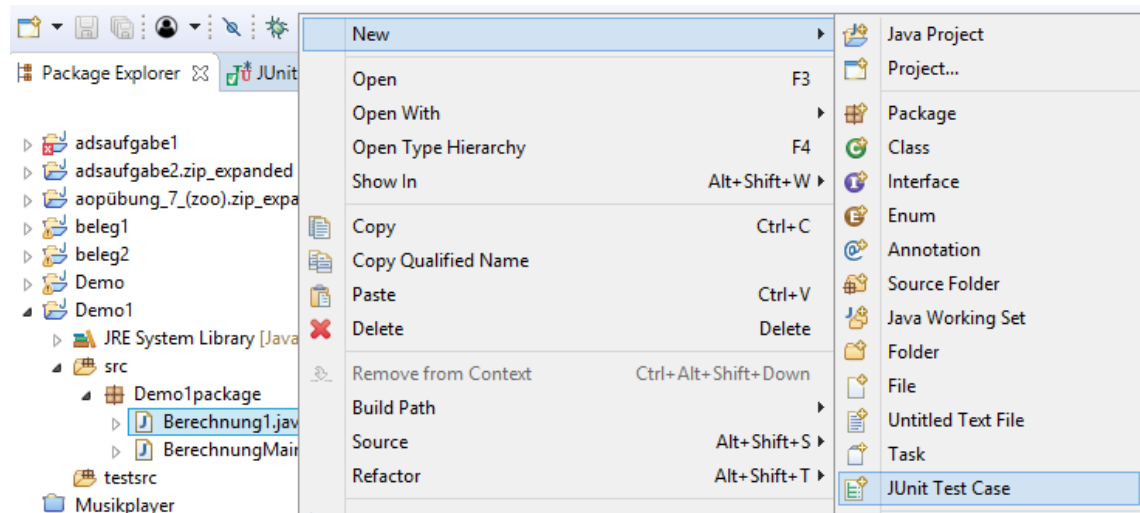 Package Explorer
JUnit
adsaufgabe1
adsaufgabe2.zip_expanded
aopübung_7_(zoo).zip_expa
beleg1
beleg2
Demo
Demo1
JRE System Library [Java
src
Demo1package
Berechnung1.jav
BerechnungMain
testsrc
Musikplayer
New
Open F3
Open With
Open Type Hierarchy F4
Show In Alt+Shift+W
Copy Ctrl+C
Copy Qualified Name
Paste Ctrl+V
Delete Delete
Remove from Context Ctrl+Alt+Shift+Down
Build Path
Source Alt+Shift+S
Refactor Alt+Shift+T
Java Project
Project...
Package
Class
Interface
Enum
Annotation
Source Folder
Java Working Set
Folder
File
Untitled Text File
Task
JUnit Test Case